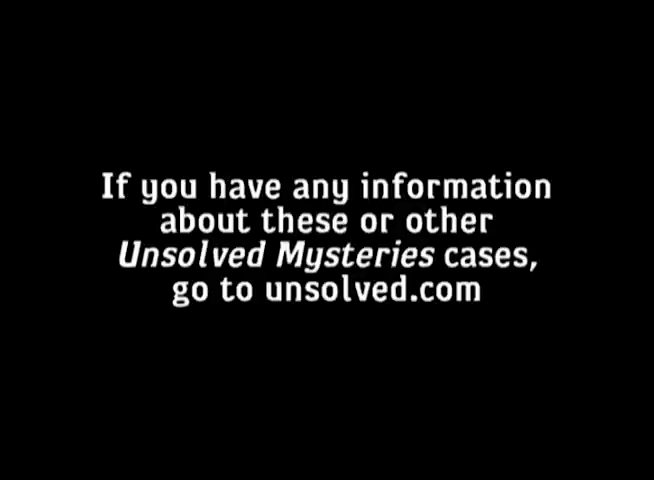 If you have any information
about these or other
Unsolved Mysteries cases,
go to unsolved.com